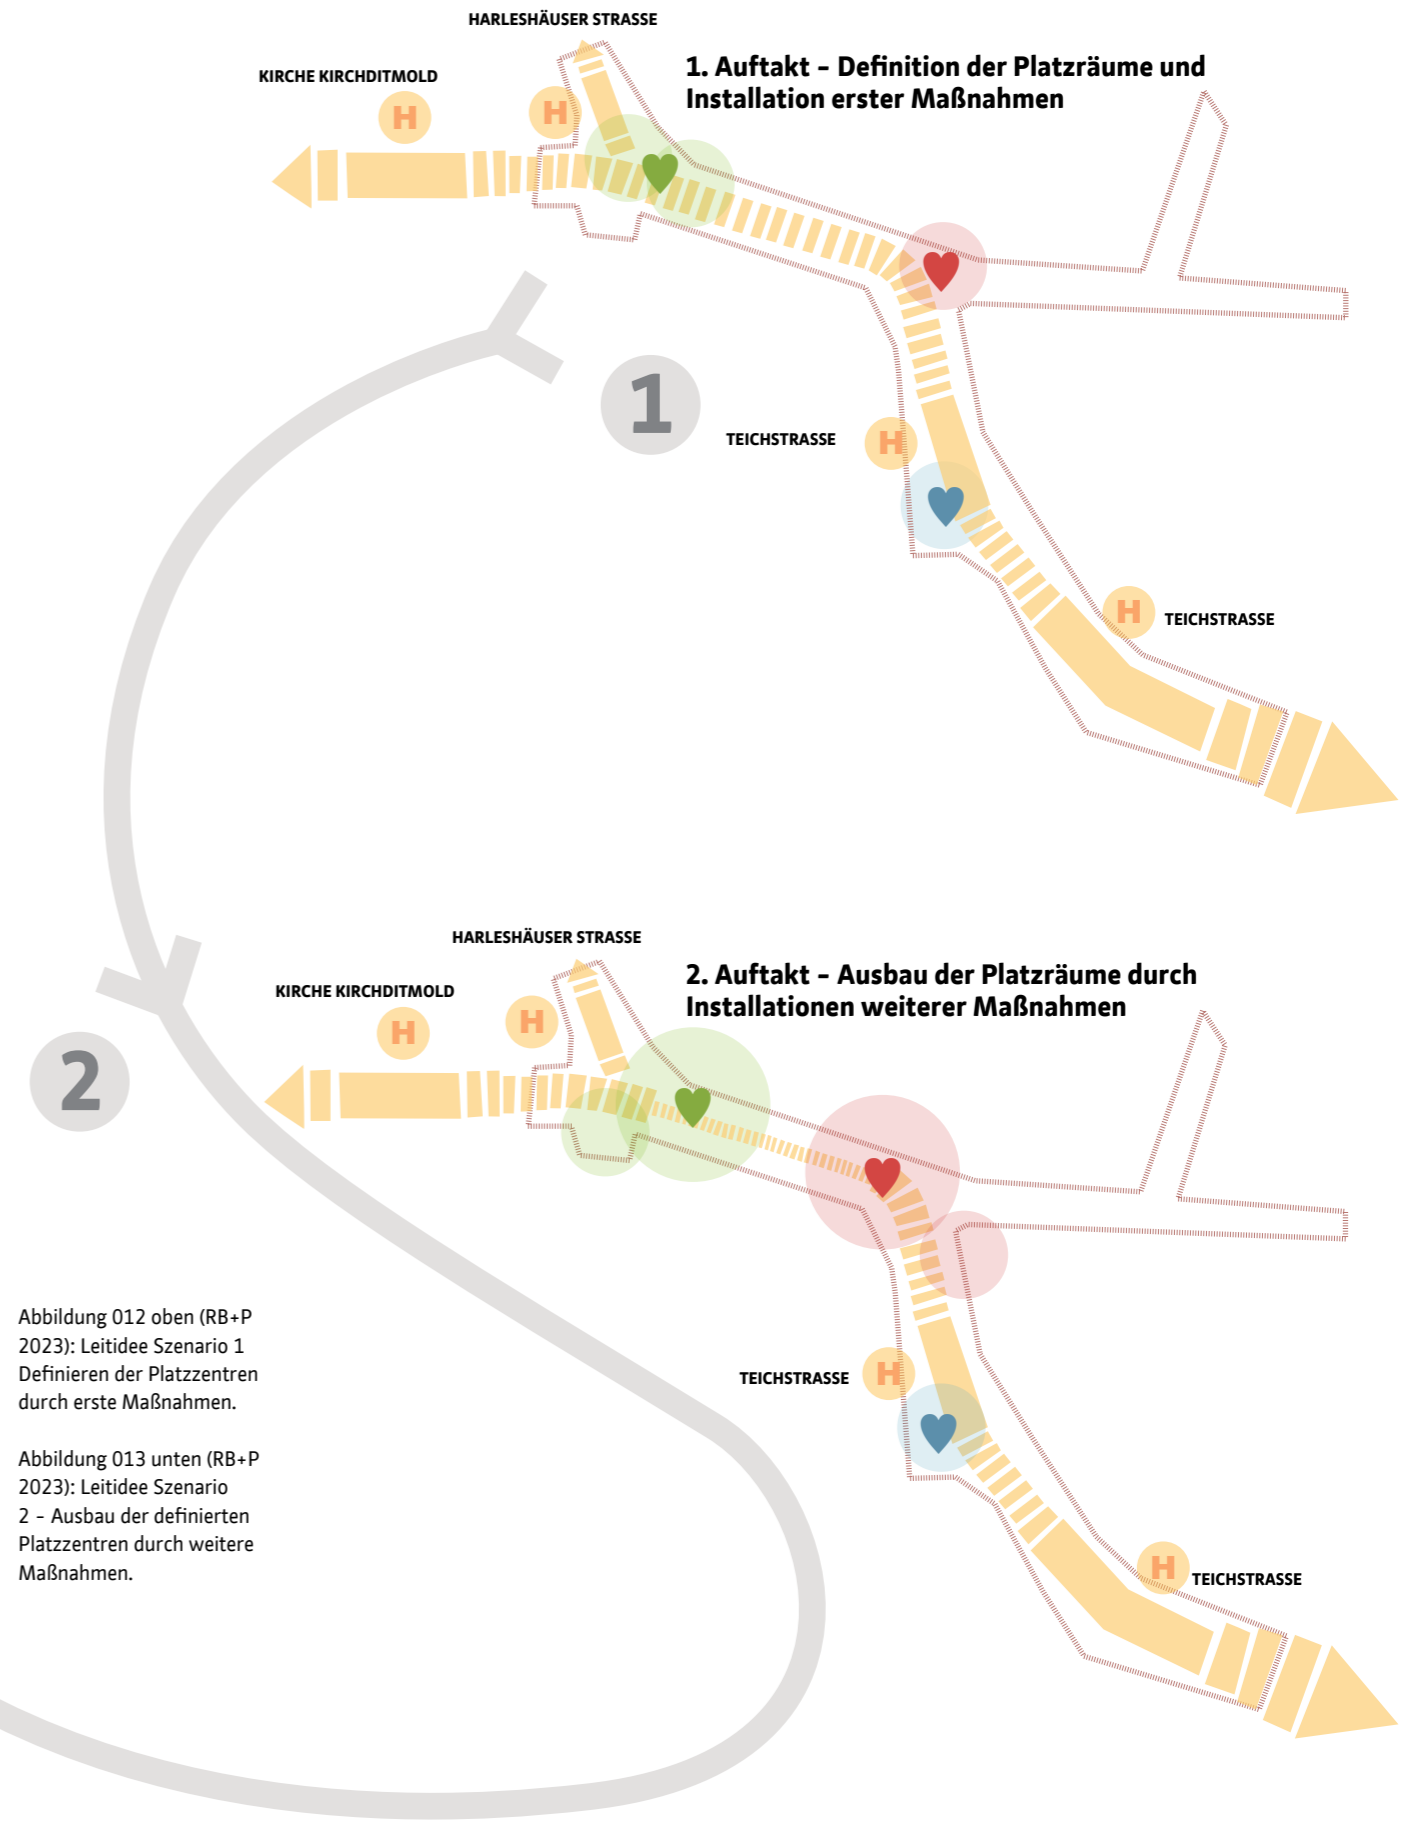 HARLESHÄUSER STRASSE
KIRCHE KIRCHDITMOLD
H
H
1. Auftakt – Definition der Platzräume und
Installation erster Maßnahmen
1
TEICHSTRASSE
H
H
TEICHSTRASSE
HARLESHÄUSER STRASSE
KIRCHE KIRCHDITMOLD
H
H
2. Auftakt – Ausbau der Platzräume durch
Installationen weiterer Maßnahmen
2
TEICHSTRASSE
H
H
TEICHSTRASSE
Abbildung 012 oben (RB+P
2023): Leitidee Szenario 1
Definieren der Platzzentren
durch erste Maßnahmen.
Abbildung 013 unten (RB+P
2023): Leitidee Szenario
2 – Ausbau der definierten
Platzzentren durch weitere
Maßnahmen.